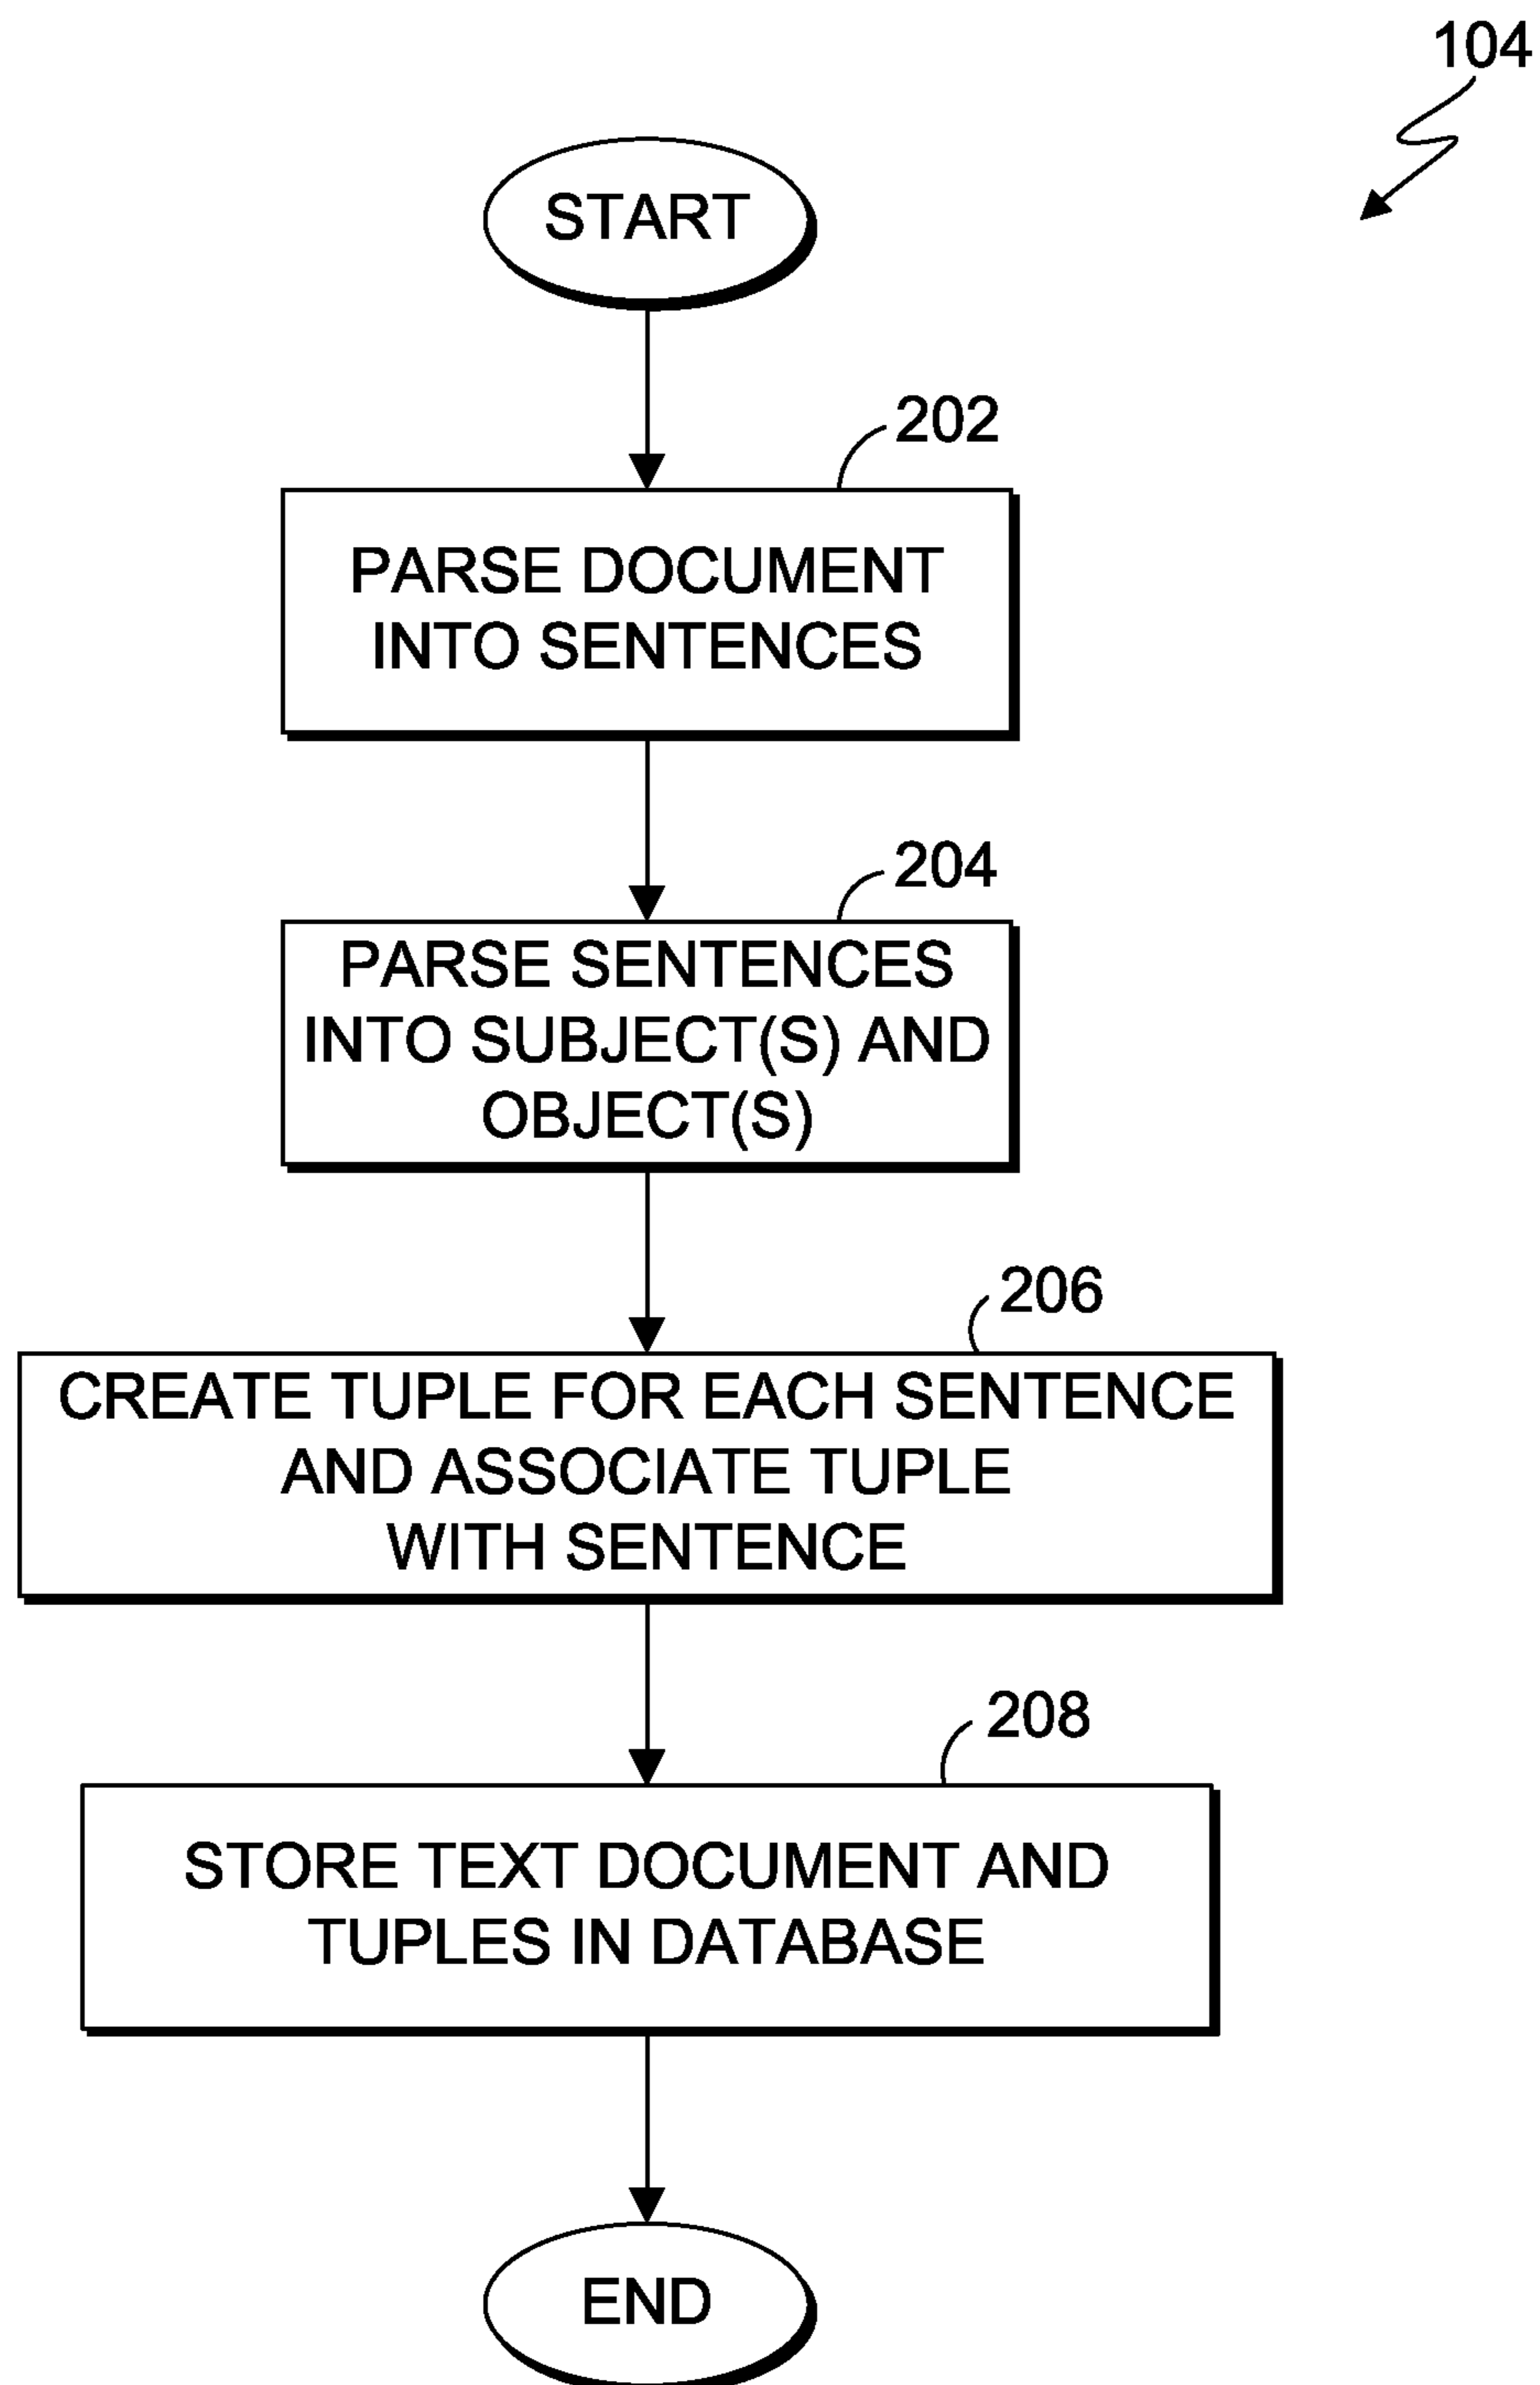 104
START
202
PARSE DOCUMENT
INTO SENTENCES
204
PARSE SENTENCES
INTO SUBJECT(S) AND
OBJECT(S)
206
CREATE TUPLE FOR EACH SENTENCE
AND ASSOCIATE TUPLE
WITH SENTENCE
208
STORE TEXT DOCUMENT AND
TUPLES IN DATABASE
END